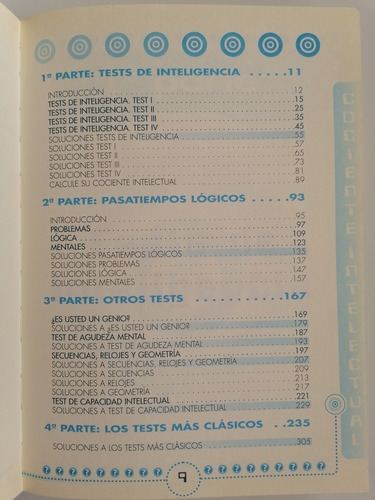 1ª PARTE: TESTS DE INTELIGENCIA .....11
INTRODUCCIÓN 12
TESTS DE INTELIGENCIA. TEST I 15
TESTS DE INTELIGENCIA. TEST II 25
TESTS DE INTELIGENCIA. TEST III 35
TESTS DE INTELIGENCIA. TEST IV 45
SOLUCIONES TESTS DE INTELIGENCIA 55
SOLUCIONES TEST I 57
SOLUCIONES TEST II 65
SOLUCIONES TEST III 73
SOLUCIONES TEST IV 81
CALCULE SU COCIENTE INTELECTUAL 89
2ª PARTE: PASATIEMPOS LÓGICOS .....93
INTRODUCCIÓN 95
PROBLEMAS 97
LÓGICA 109
MENTALES 123
SOLUCIONES PASATIEMPOS LÓGICOS 135
SOLUCIONES PROBLEMAS 137
SOLUCIONES LÓGICA 147
SOLUCIONES MENTALES 157
3ª PARTE: OTROS TESTS ...........167
¿ES USTED UN GENIO? 169
SOLUCIONES A ¿ES USTED UN GENIO? 179
TEST DE AGUDEZA MENTAL 187
SOLUCIONES A TEST DE AGUDEZA MENTAL 193
SECUENCIAS, RELOJES Y GEOMETRÍA 197
SOLUCIONES A SECUENCIAS, RELOJES Y GEOMETRÍA 207
SOLUCIONES A SECUENCIAS 209
SOLUCIONES A RELOJES 213
SOLUCIONES A GEOMETRÍA 217
TEST DE CAPACIDAD INTELECTUAL 221
SOLUCIONES A TEST DE CAPACIDAD INTELECTUAL 229
4ª PARTE: LOS TESTS MÁS CLÁSICOS ..235
SOLUCIONES A LOS TESTS MÁS CLÁSICOS 305
9
COCIENTE INTELECTUAL